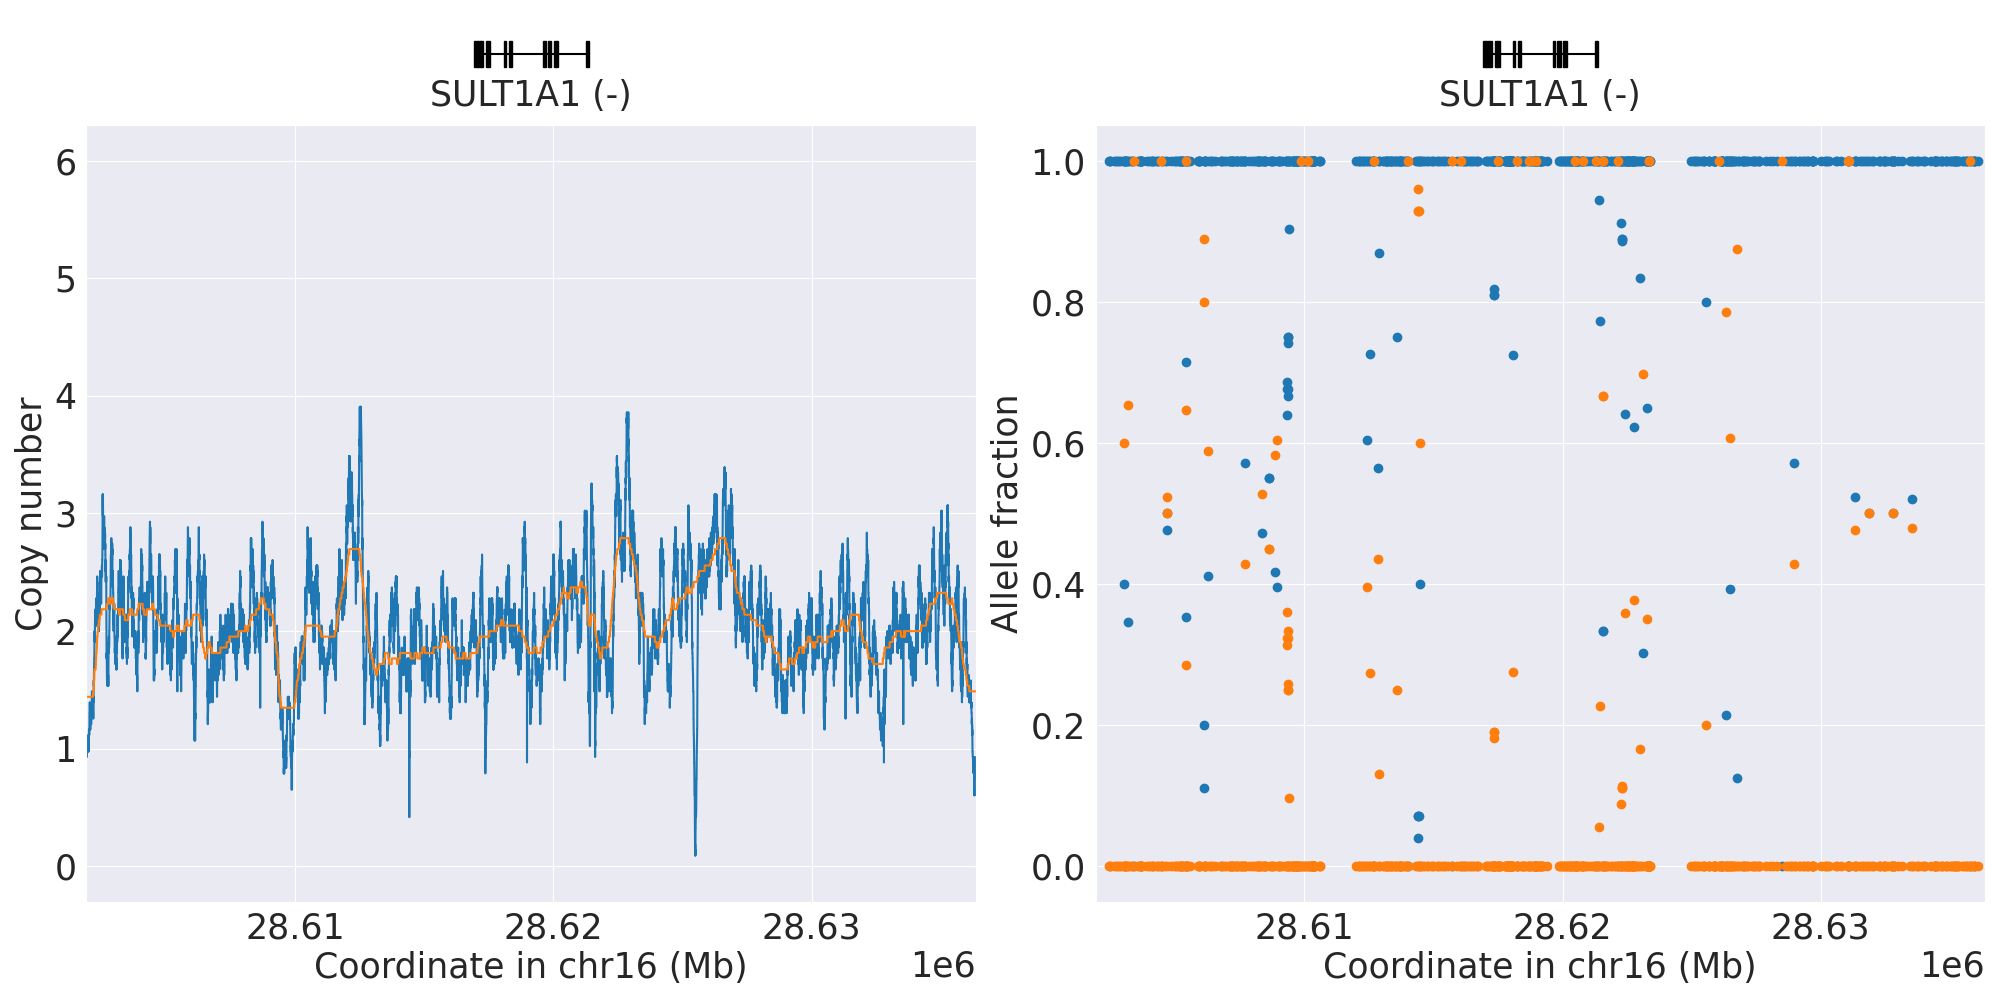 SULT1A1 (-)
Copy number
6
5
4
3
2
1
0
28.61
28.62
28.63
Coordinate in chr16 (Mb)
1e6
SULT1A1 (-)
Allele fraction
1.0
0.8
0.6
0.4
0.2
0.0
28.61
28.62
28.63
Coordinate in chr16 (Mb)
1e6